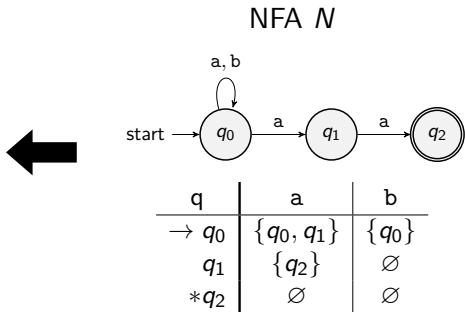 NFA N
a, b
start q₀ a q₁ a q₂
q a b
→ q₀ {q₀, q₁} {q₀}
q₁ {q₂} ∅
*q₂ ∅ ∅